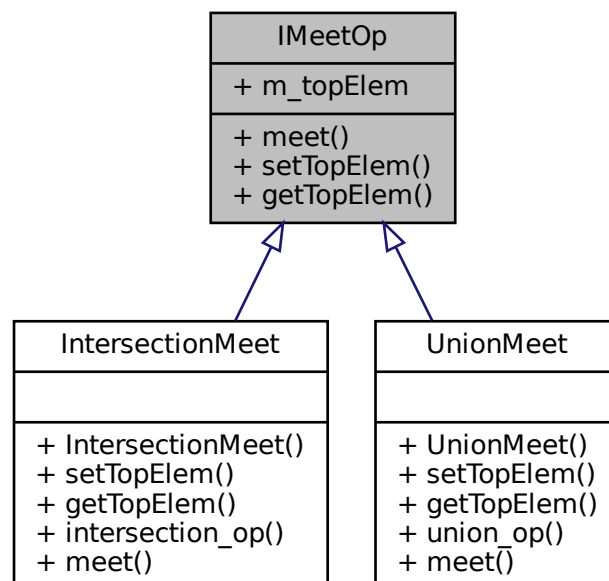 IMeetOp
+ m_topElem
+ meet()
+ setTopElem()
+ getTopElem()
IntersectionMeet
+ IntersectionMeet()
+ setTopElem()
+ getTopElem()
+ intersection_op()
+ meet()
UnionMeet
+ UnionMeet()
+ setTopElem()
+ getTopElem()
+ union_op()
+ meet()